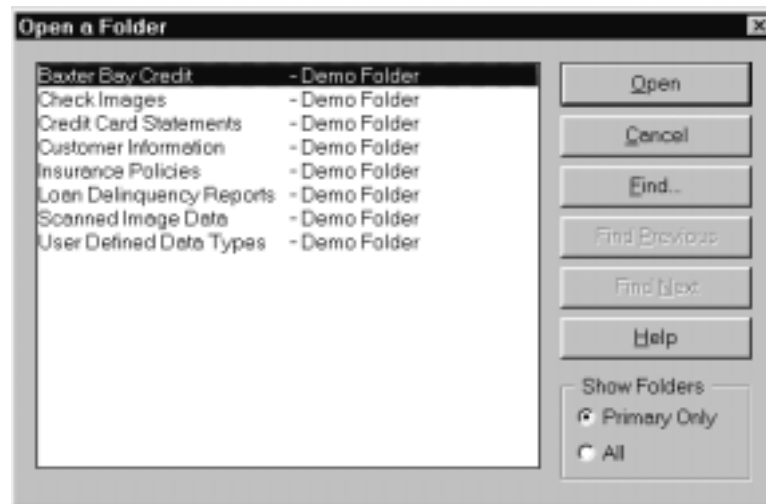 Open a Folder
Baxter Bay Credit - Demo Folder
Check Images - Demo Folder
Credit Card Statements - Demo Folder
Customer Information - Demo Folder
Insurance Policies - Demo Folder
Loan Delinquency Reports - Demo Folder
Scanned Image Data - Demo Folder
User Defined Data Types - Demo Folder
Open
Cancel
Find...
Find Previous
Find Next
Help
Show Folders
Primary Only
All